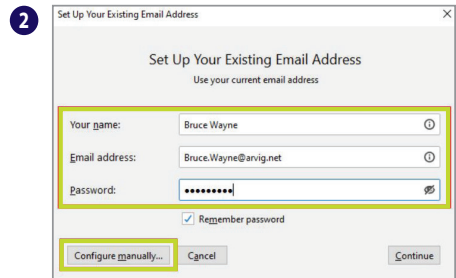 2
Set Up Your Existing Email Address
Set Up Your Existing Email Address
Use your current email address
Your name: Bruce Wayne
Email address: Bruce.Wayne@arvig.net
Password: •••••••••
Remember password
Configure manually... Cancel Continue